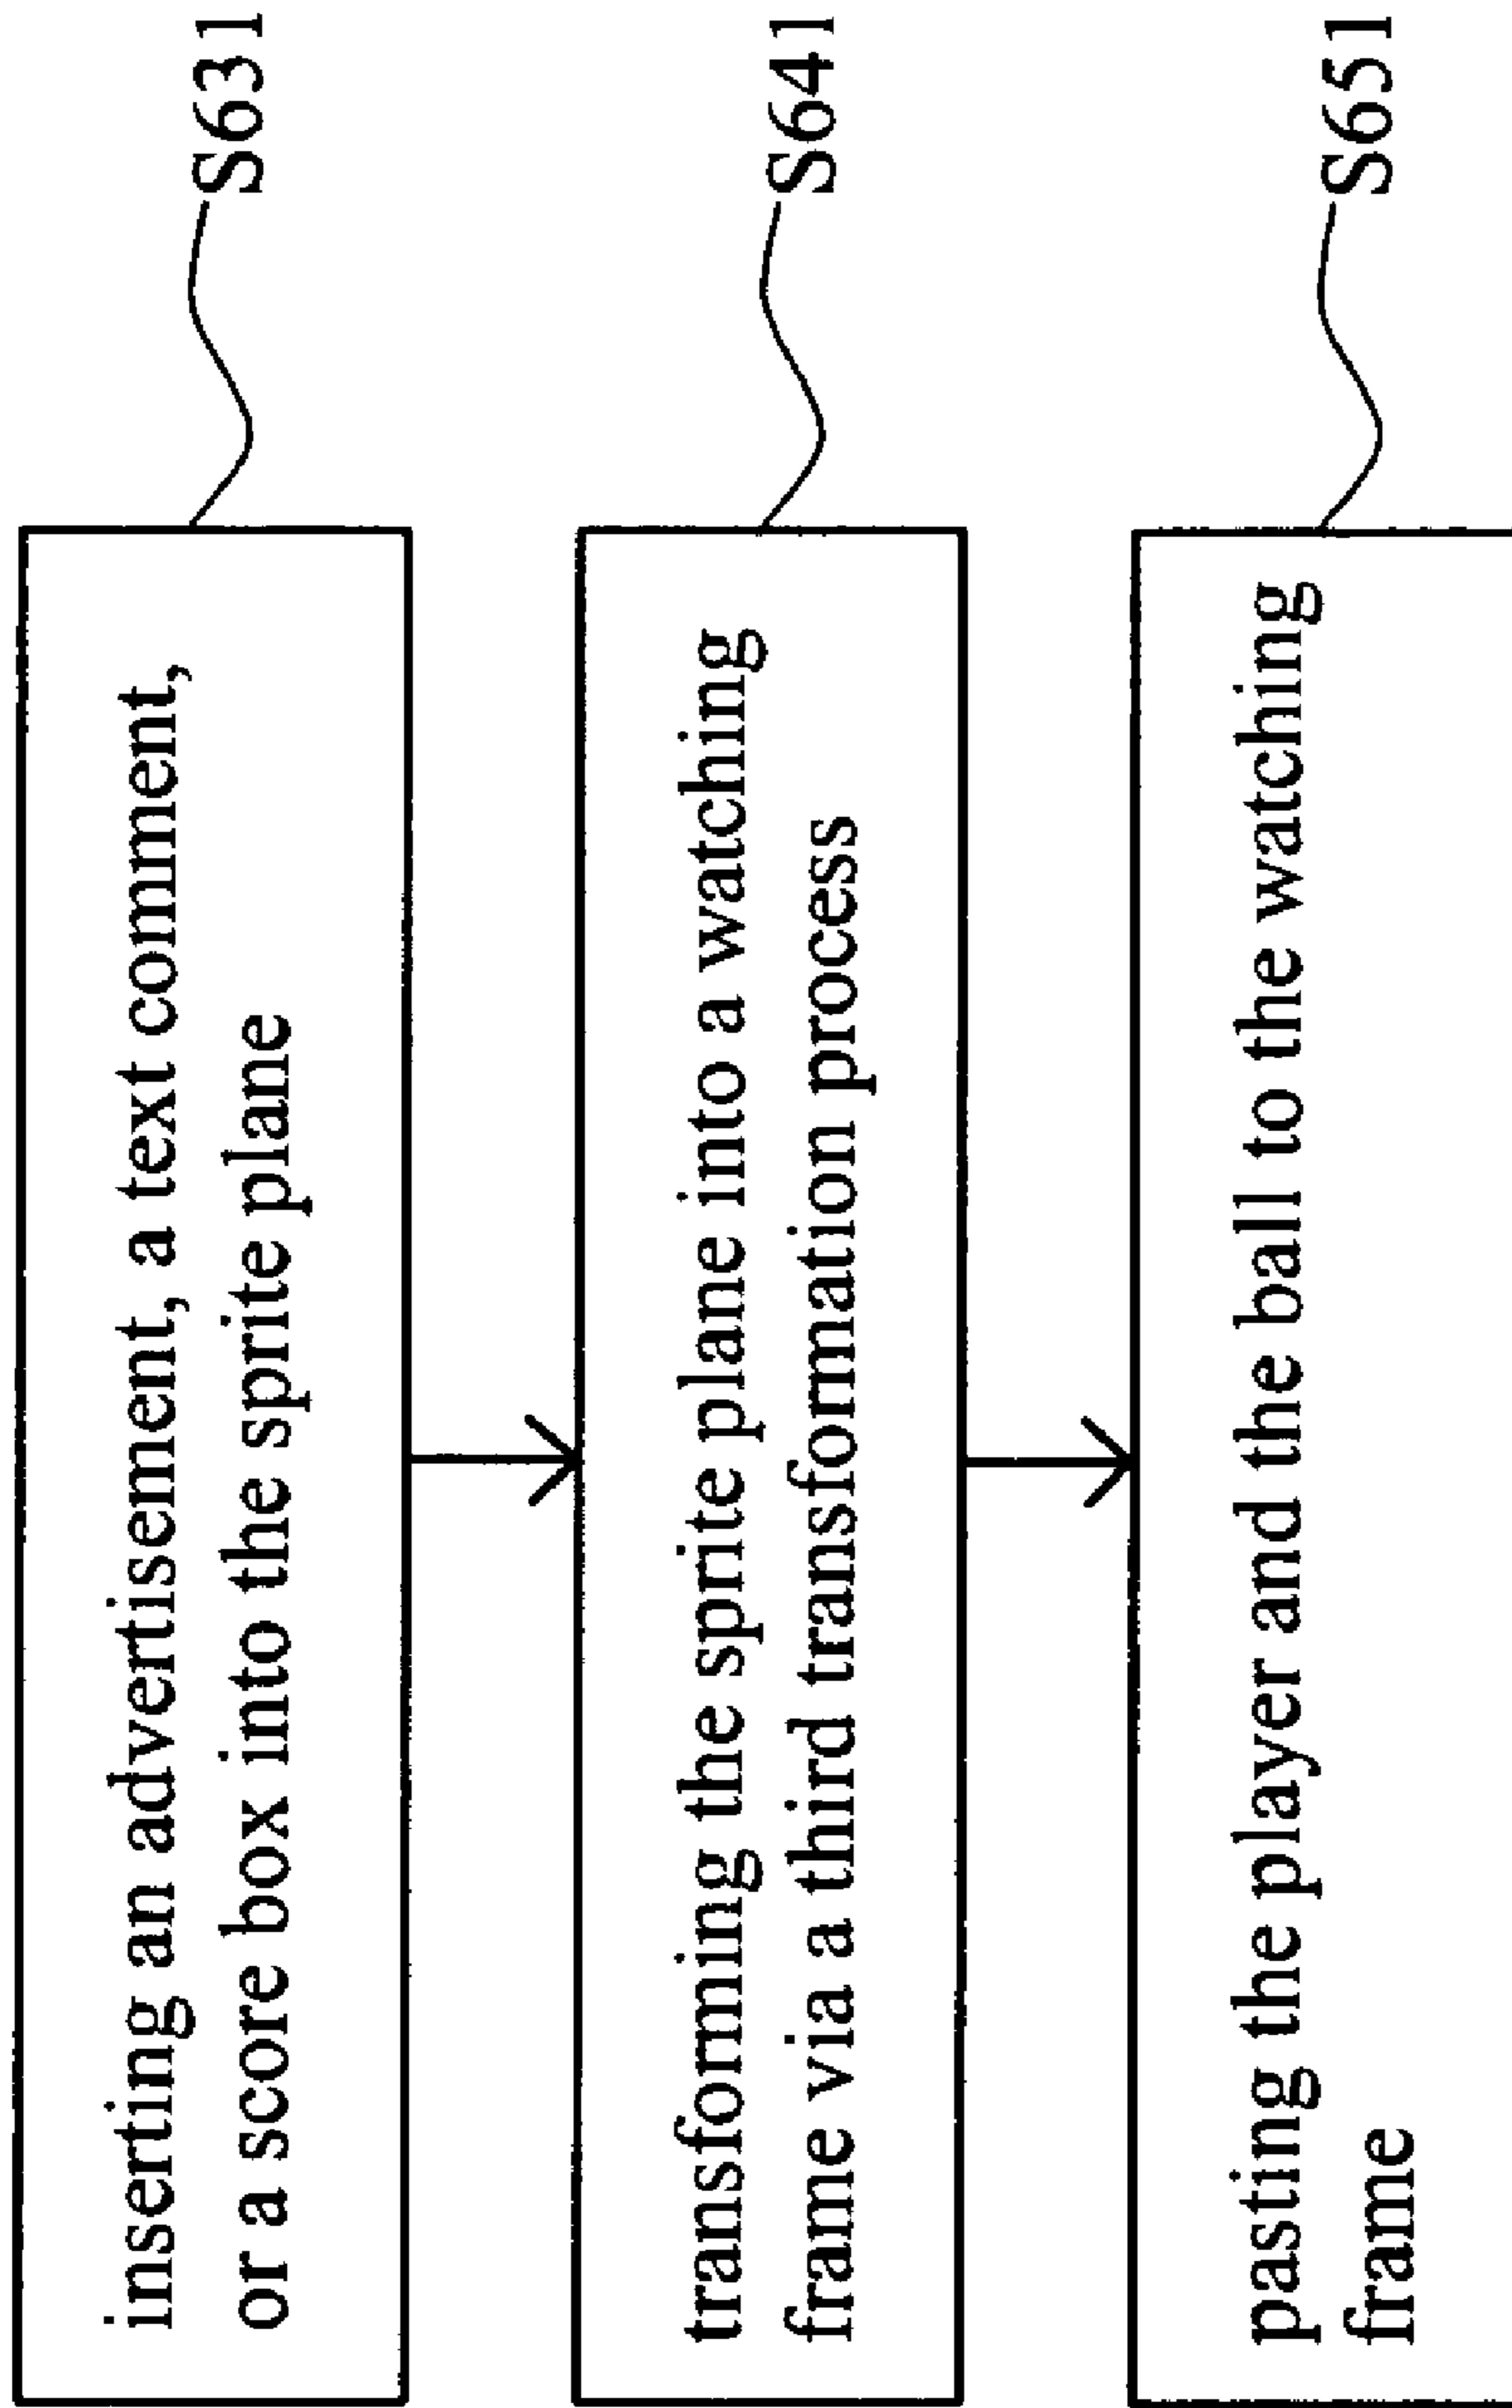 inserting an advertisement, a text comment,
or a score box into the sprite plane
S631
transforming the sprite plane into a watching
frame via a third transformation process
S641
pasting the player and the ball to the watching
frame
S651